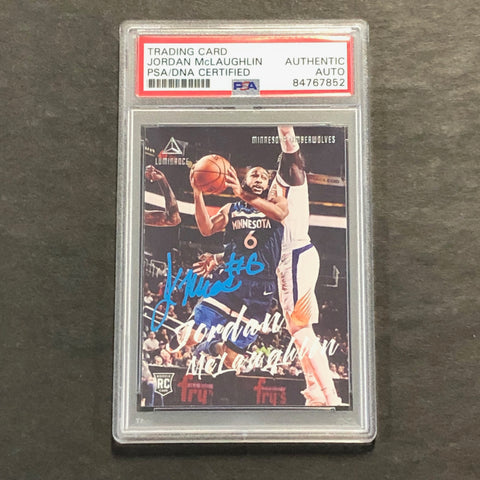 TRADING CARD
JORDAN McLAUGHLIN
PSA/DNA CERTIFIED
AUTHENTIC
AUTO
84767852
PSA
LUMINANCE
MINNESOTA TIMBERWOLVES
MINNESOTA
6
#6
Jordan
McLaughlin
RC
fry's
fry's